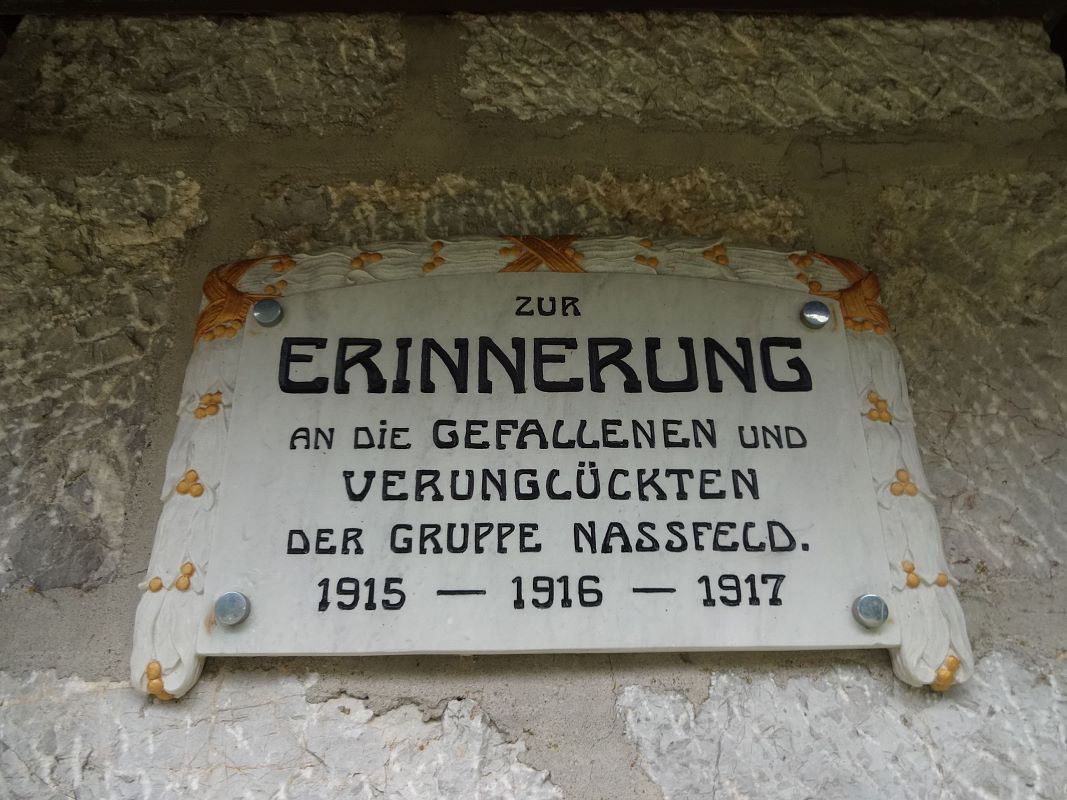 ZUR
ERINNERUNG
AN DiE GEFALLENEN UND
VERUNGLÜCKTEN
DER GRUPPE NASSFELD.
1915 — 1916 — 1917